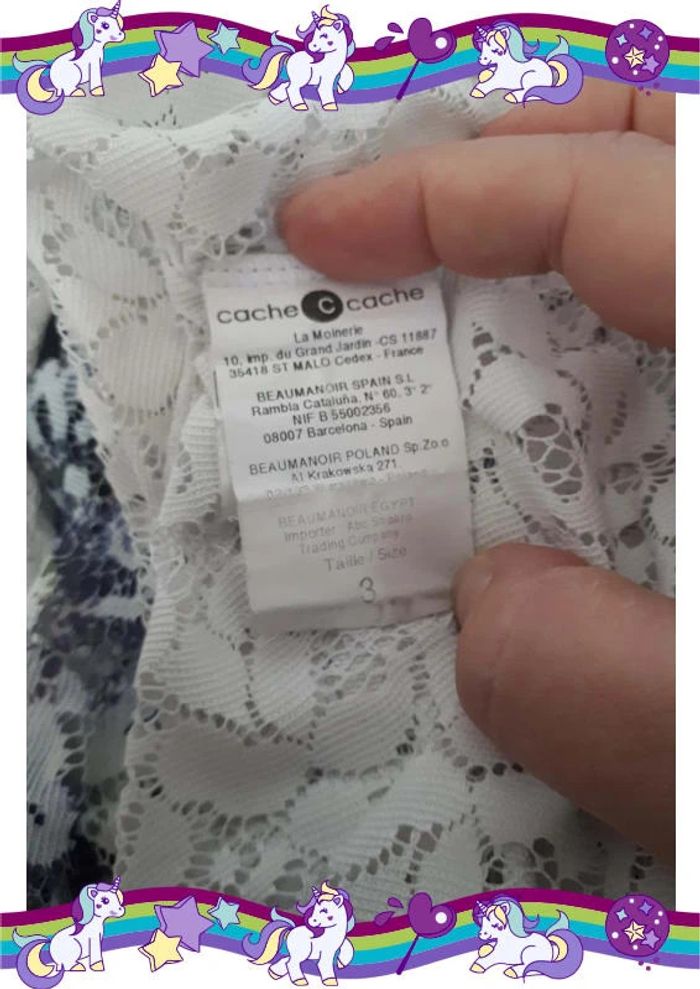 cache c cache
La Moinerie
10, imp. du Grand Jardin -CS 11887
35418 ST MALO Cedex - France
BEAUMANOIR SPAIN S.L
Rambla Cataluña, N° 60, 3° 2°
NIF B 55002356
08007 Barcelona - Spain
BEAUMANOIR POLAND Sp.Zo.o
Al Krakowska 271.
BEAUMANOIR EGYPT
Importer Abc
Trading Company
Taille / Size
3